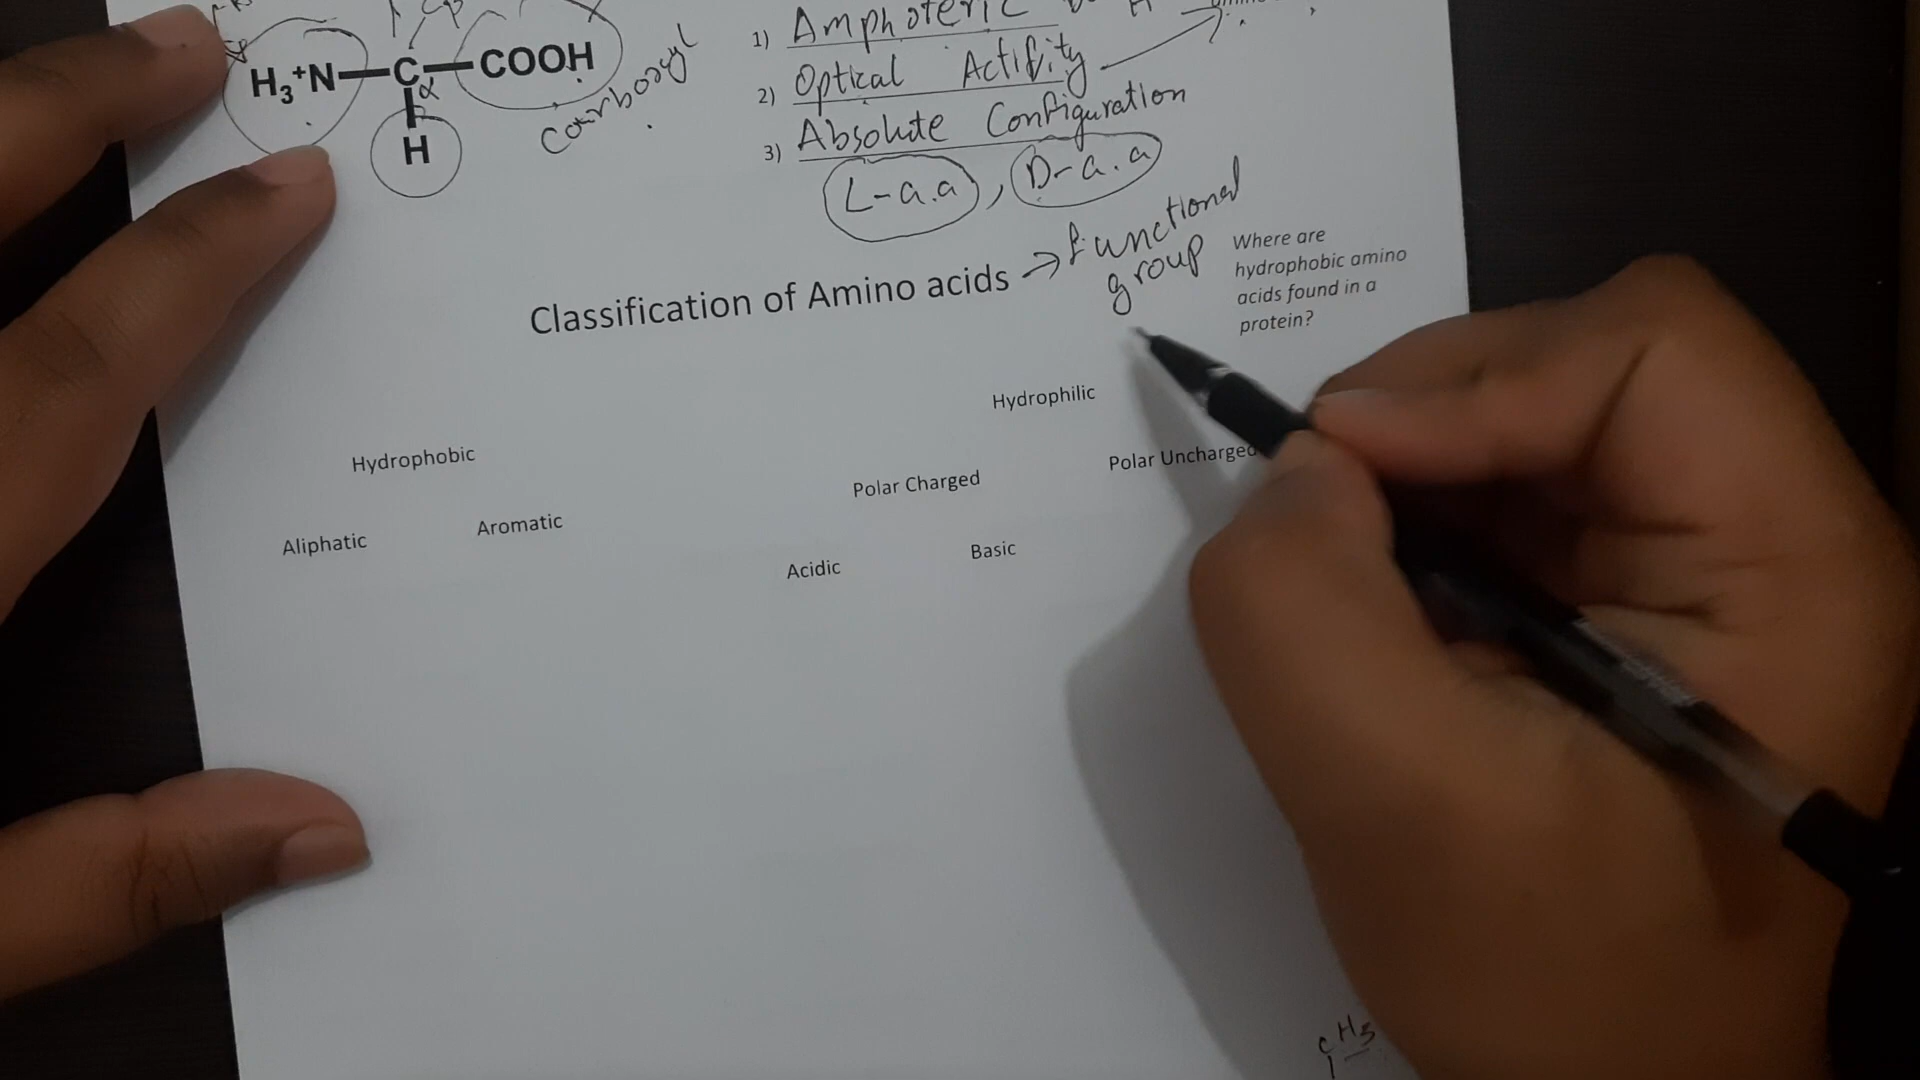 H₃⁺N—C—COOH
α
H
Carboxyl
1) Amphoteric
2) Optical Activity
3) Absolute Configuration
L-a.a, D-a.a
Classification of Amino acids → functional
group
Where are
hydrophobic amino
acids found in a
protein?
Hydrophilic
Hydrophobic
Polar Charged
Polar Uncharged
Aliphatic
Aromatic
Acidic
Basic
CH₃